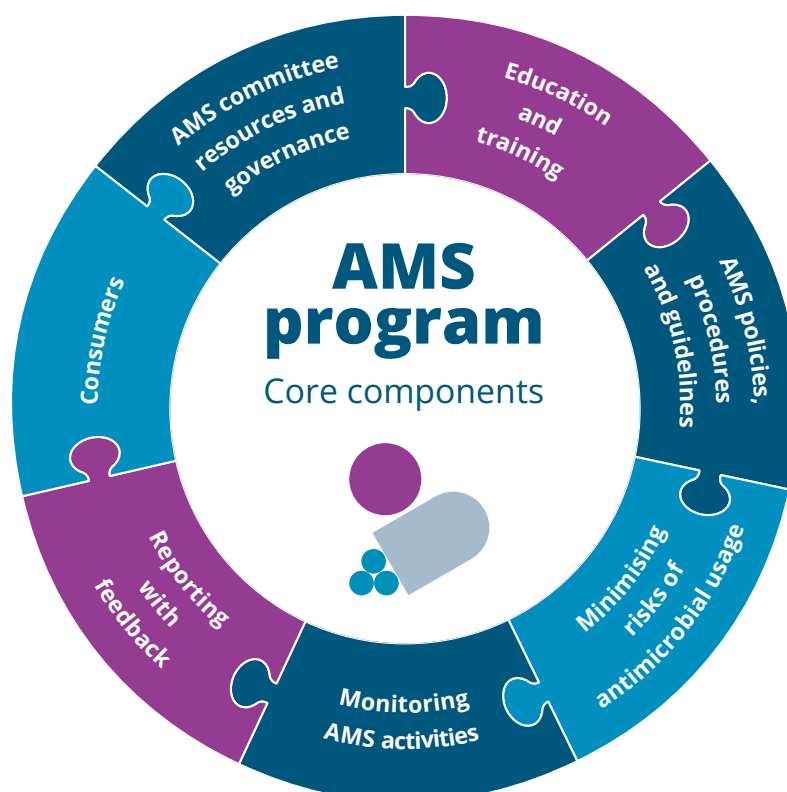 AMS
program
Core components
AMS committee
resources and
governance
Education
and
training
AMS policies,
procedures
and guidelines
Minimising
risks of
antimicrobial usage
Monitoring
AMS activities
Reporting
with
feedback
Consumers